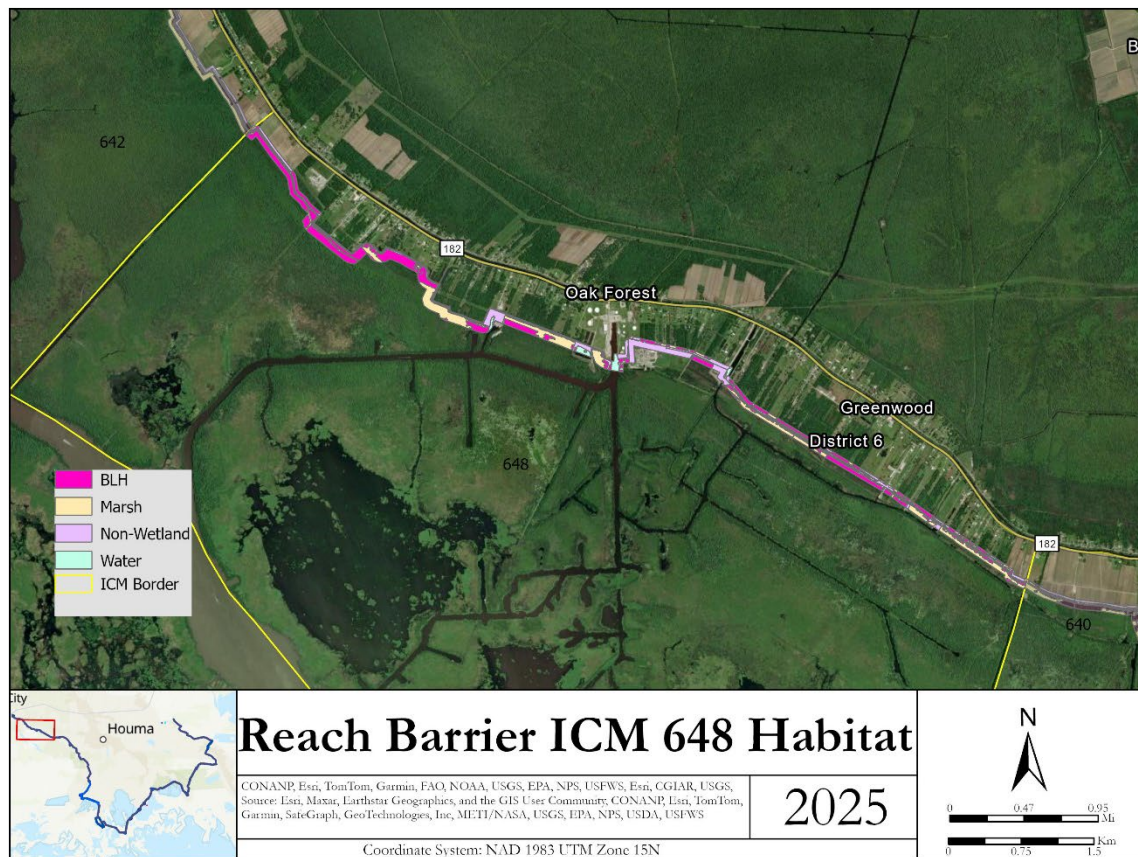 B
642
182
Oak Forest
Greenwood
District 6
648
182
640
BLH
Marsh
Non-Wetland
Water
ICM Border
City
Houma
Reach Barrier ICM 648 Habitat
CONANP, Esri, TomTom, Garmin, FAO, NOAA, USGS, EPA, NPS, USFWS, Esri, CGIAR, USGS,
Source: Esri, Maxar, Earthstar Geographics, and the GIS User Community, CONANP, Esri, TomTom,
Garmin, SafeGraph, GeoTechnologies, Inc, METI/NASA, USGS, EPA, NPS, USDA, USFWS
2025
Coordinate System: NAD 1983 UTM Zone 15N
N
0 0.47 0.95
Mi
Km
0 0.75 1.5